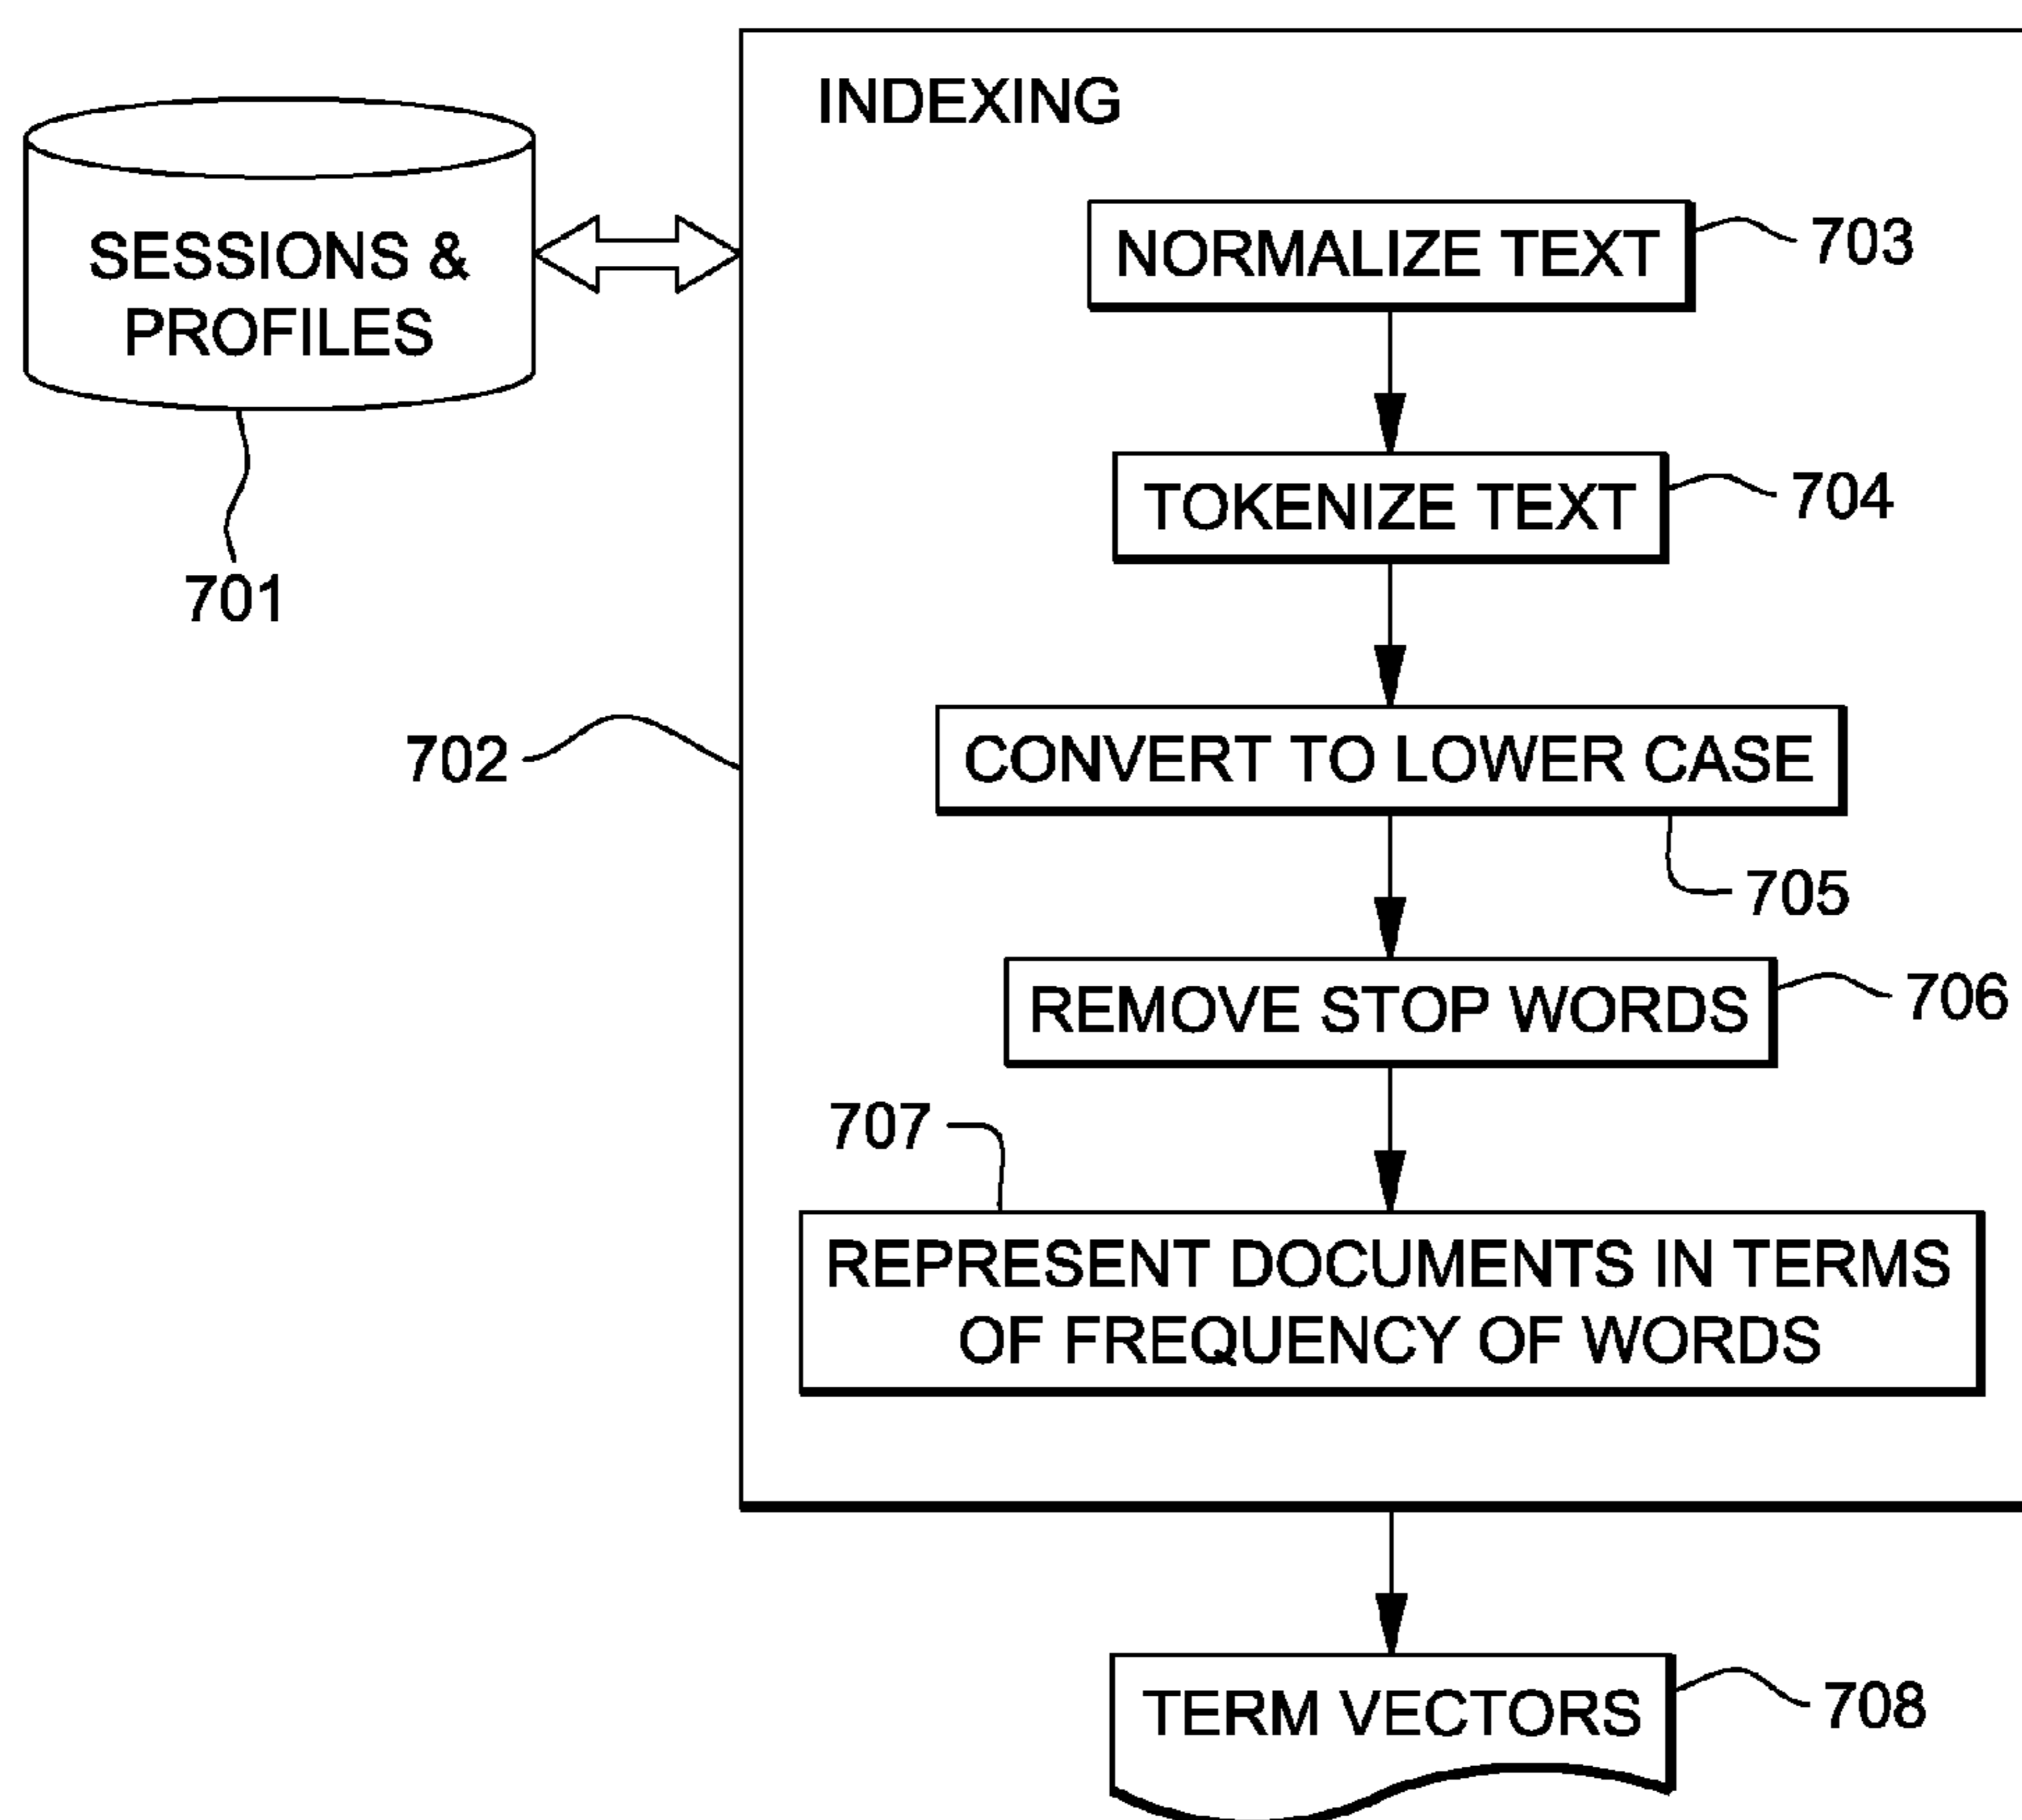 INDEXING
SESSIONS &
PROFILES
701
702
NORMALIZE TEXT
703
TOKENIZE TEXT
704
CONVERT TO LOWER CASE
705
REMOVE STOP WORDS
706
707
REPRESENT DOCUMENTS IN TERMS
OF FREQUENCY OF WORDS
TERM VECTORS
708